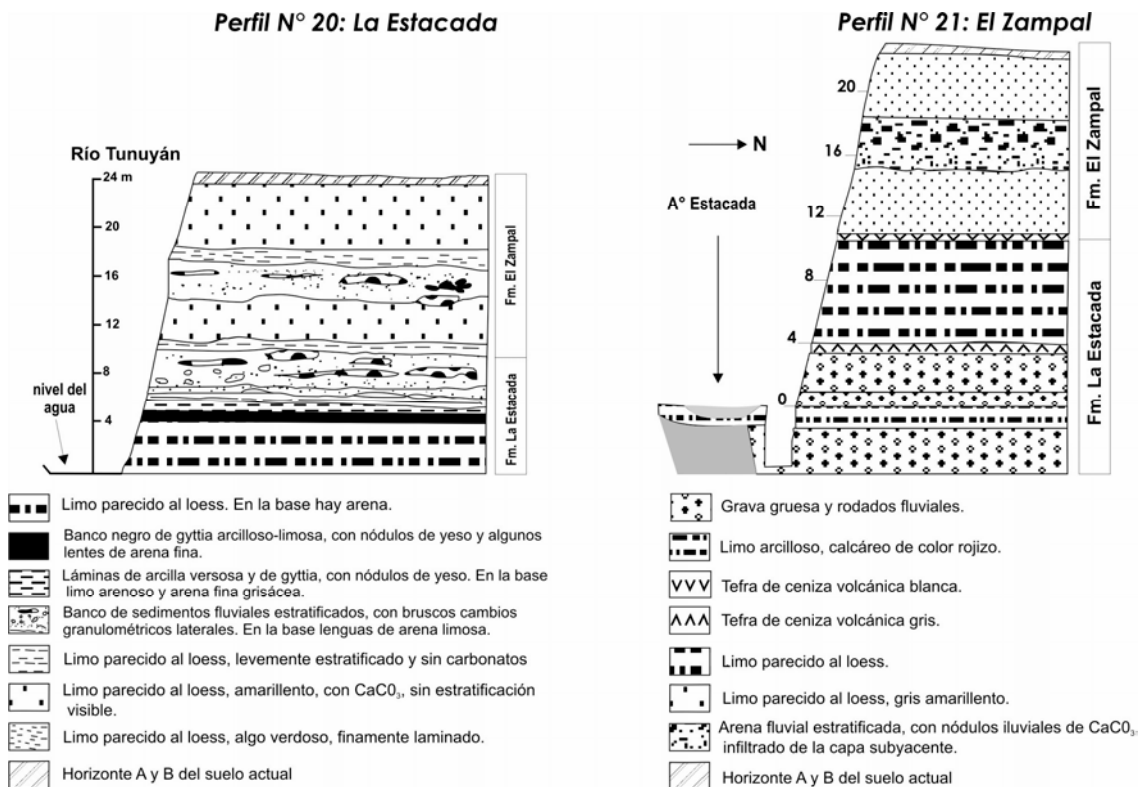 Perfil N° 20: La Estacada
Río Tunuyán
24 m
20
16
12
8
4
nivel del
agua
Fm. El Zampal
Fm. La Estacada
Limo parecido al loess. En la base hay arena.
Banco negro de gyttia arcilloso-limosa, con nódulos de yeso y algunos
lentes de arena fina.
Láminas de arcilla versosa y de gyttia, con nódulos de yeso. En la base
limo arenoso y arena fina grisácea.
Banco de sedimentos fluviales estratificados, con bruscos cambios
granulométricos laterales. En la base lenguas de arena limosa.
Limo parecido al loess, levemente estratificado y sin carbonatos
Limo parecido al loess, amarillento, con CaC0₃, sin estratificación
visible.
Limo parecido al loess, algo verdoso, finamente laminado.
Horizonte A y B del suelo actual
Perfil N° 21: El Zampal
N
A° Estacada
20
16
12
8
4
0
Fm. El Zampal
Fm. La Estacada
Grava gruesa y rodados fluviales.
Limo arcilloso, calcáreo de color rojizo.
Tefra de ceniza volcánica blanca.
Tefra de ceniza volcánica gris.
Limo parecido al loess.
Limo parecido al loess, gris amarillento.
Arena fluvial estratificada, con nódulos iluviales de CaC0₃,
infiltrado de la capa subyacente.
Horizonte A y B del suelo actual